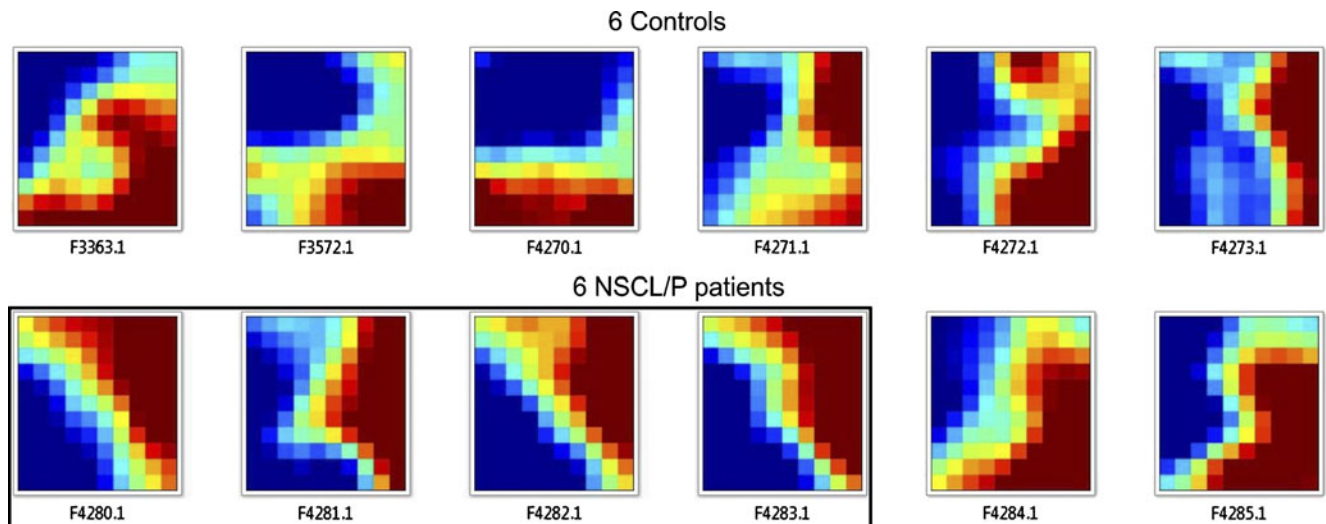 6 Controls
F3363.1 F3572.1 F4270.1 F4271.1 F4272.1 F4273.1
6 NSCL/P patients
F4280.1 F4281.1 F4282.1 F4283.1 F4284.1 F4285.1